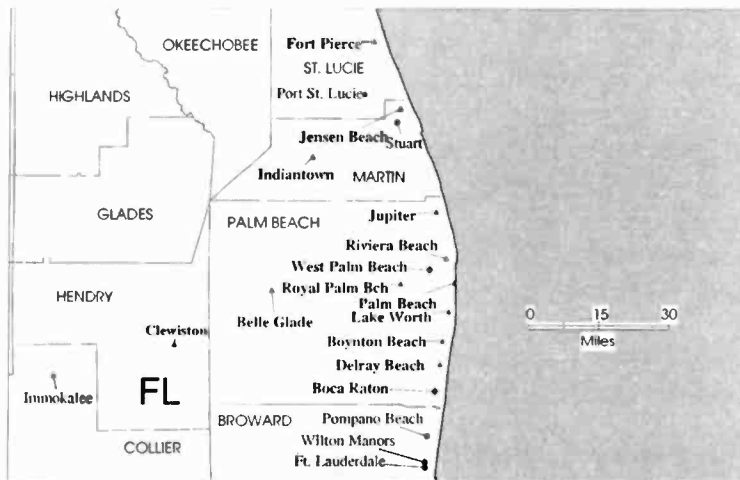 OKEECHOBEE
Fort Pierce
ST. LUCIE
HIGHLANDS
Port St. Lucie
Jensen Beach
Stuart
Indiantown
MARTIN
GLADES
PALM BEACH
Jupiter
Riviera Beach
West Palm Beach
HENDRY
Royal Palm Bch
Palm Beach
Belle Glade
Lake Worth
0 15 30
Miles
Clewiston
Boynton Beach
Delray Beach
Immokalee
FL
Boca Raton
BROWARD
Pompano Beach
COLLIER
Wilton Manors
Ft. Lauderdale